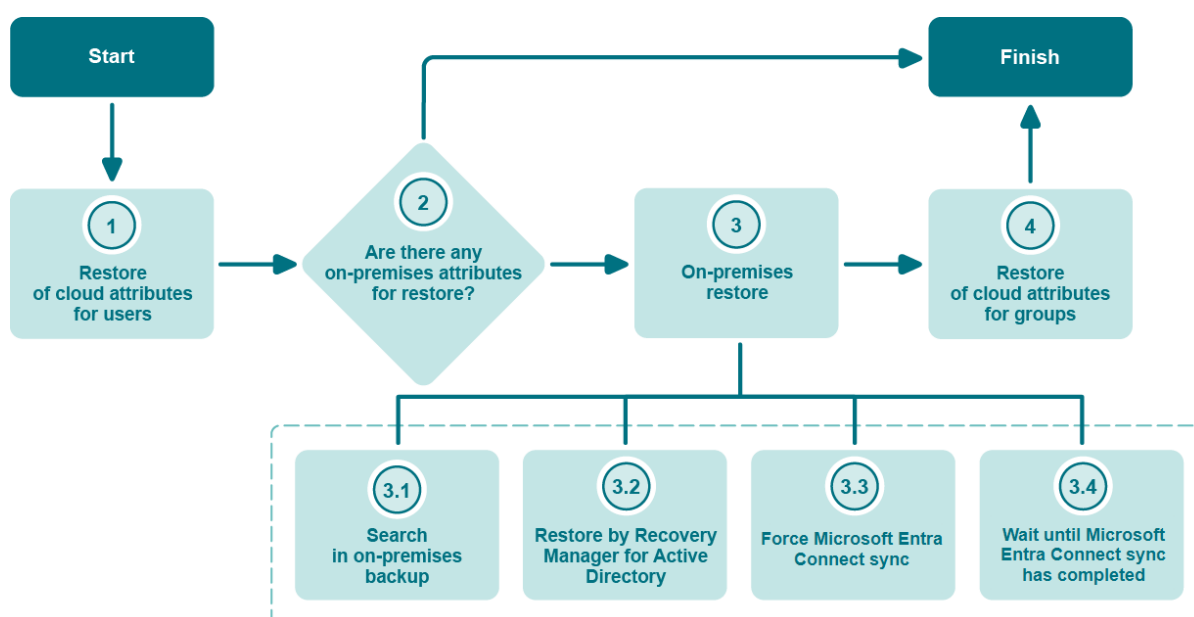 Start
Finish
1
Restore
of cloud attributes
for users
2
Are there any
on-premises attributes
for restore?
3
On-premises
restore
4
Restore
of cloud attributes
for groups
3.1
Search
in on-premises
backup
3.2
Restore by Recovery
Manager for Active
Directory
3.3
Force Microsoft Entra
Connect sync
3.4
Wait until Microsoft
Entra Connect sync
has completed